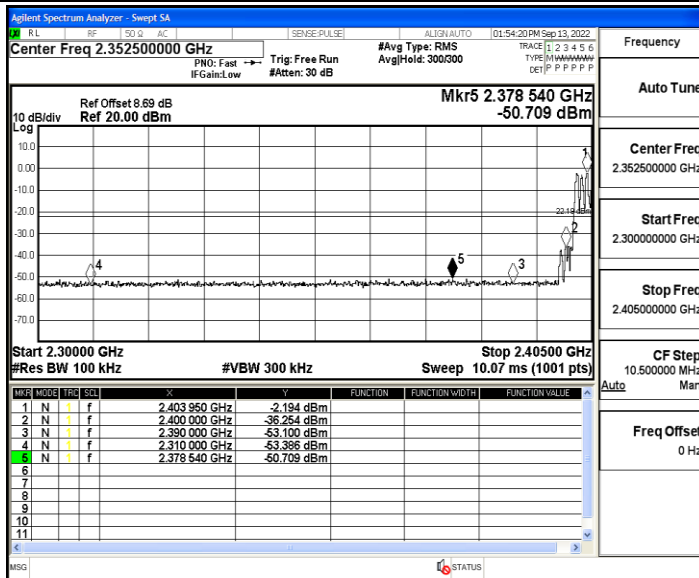 Agilent Spectrum Analyzer - Swept SA
LXI RL RF 50 Ω AC SENSE:PULSE ALIGN AUTO 01:54:20 PM Sep 13, 2022
Center Freq 2.352500000 GHz
PNO: Fast
IFGain:Low
Trig: Free Run
#Atten: 30 dB
#Avg Type: RMS
Avg|Hold: 300/300
TRACE 1 2 3 4 5 6
TYPE M
DET P P P P P P
Mkr5 2.378 540 GHz
-50.709 dBm
Ref Offset 8.69 dB
10 dB/div Ref 20.00 dBm
Log
10.0
0.00
-10.0
-20.0
-30.0
-40.0
-50.0
-60.0
-70.0
1
2
3
4
5
Start 2.30000 GHz Stop 2.40500 GHz
#Res BW 100 kHz #VBW 300 kHz Sweep 10.07 ms (1001 pts)
MKR MODE TRC SCL X Y FUNCTION FUNCTION WIDTH FUNCTION VALUE
1 N 1 f 2.403 950 GHz -2.194 dBm
2 N 1 f 2.400 000 GHz -36.254 dBm
3 N 1 f 2.390 000 GHz -53.100 dBm
4 N 1 f 2.310 000 GHz -53.386 dBm
5 N 1 f 2.378 540 GHz -50.709 dBm
6
7
8
9
10
11
MSG STATUS
Frequency
Auto Tune
Center Freq
2.352500000 GHz
Start Freq
2.300000000 GHz
Stop Freq
2.405000000 GHz
CF Step
10.500000 MHz
Auto Man
Freq Offset
0 Hz